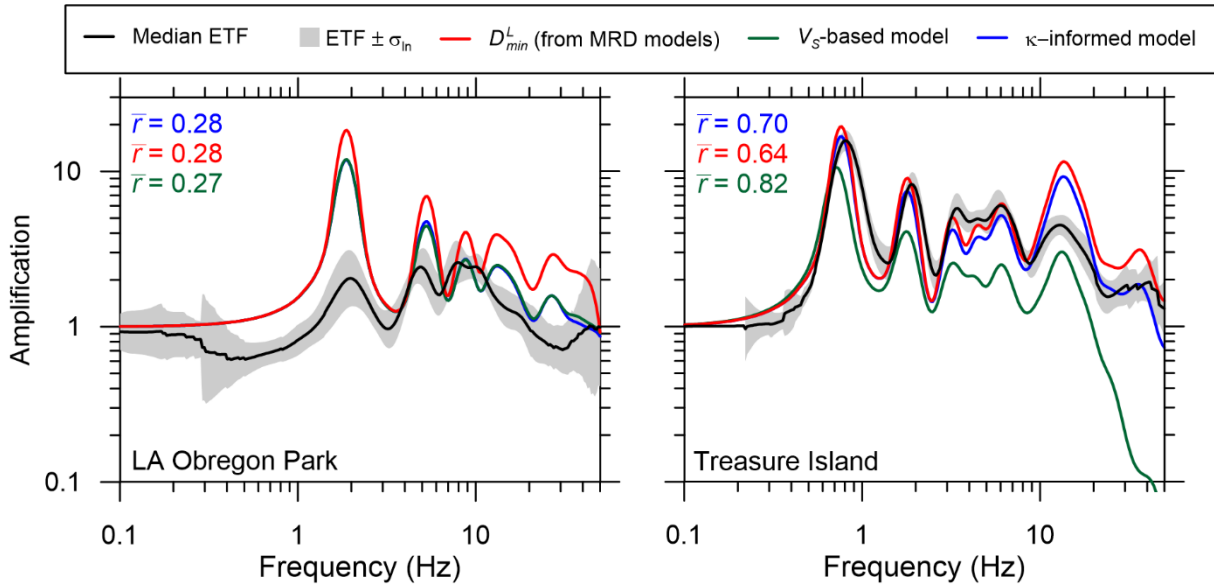 Median ETF ETF ± σln D^L_min (from MRD models) VS-based model κ–informed model
Amplification
10
1
0.1
r̅ = 0.28
r̅ = 0.28
r̅ = 0.27
LA Obregon Park
0.1 1 10
Frequency (Hz)
r̅ = 0.70
r̅ = 0.64
r̅ = 0.82
Treasure Island
0.1 1 10
Frequency (Hz)